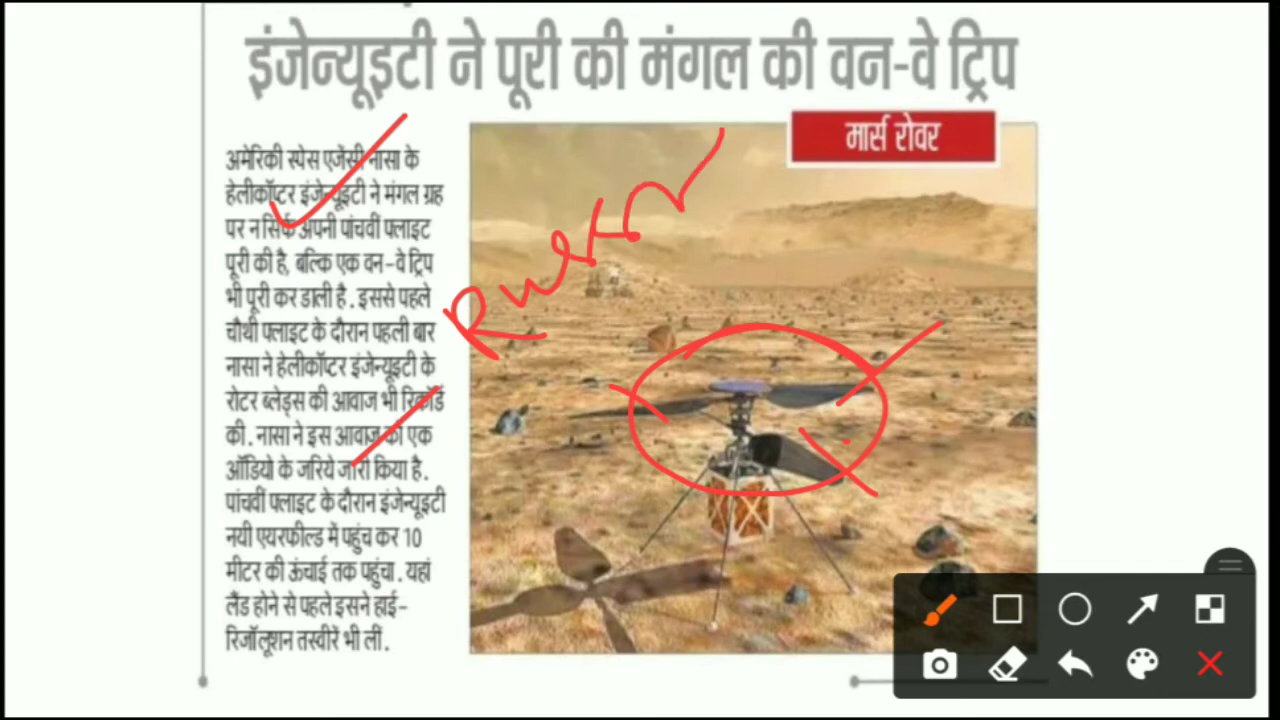 इंजेन्यूइटी ने पूरी की मंगल की वन-वे ट्रिप
मार्स रोवर
अमेरिकी स्पेस एजेंसी नासा के
हेलीकॉप्टर इंजेन्यूइटी ने मंगल ग्रह
पर न सिर्फ अपनी पांचवीं फ्लाइट
पूरी की है, बल्कि एक वन-वे ट्रिप
भी पूरी कर डाली है. इससे पहले
चौथी फ्लाइट के दौरान पहली बार
नासा ने हेलीकॉप्टर इंजेन्यूइटी के
रोटर ब्लेड्स की आवाज भी रिकॉर्ड
की. नासा ने इस आवाज को एक
ऑडियो के जरिये जारी किया है.
पांचवीं फ्लाइट के दौरान इंजेन्यूइटी
नयी एयरफील्ड में पहुंच कर 10
मीटर की ऊंचाई तक पहुंचा. यहां
लैंड होने से पहले इसने हाई-
रिजॉलूशन तस्वीरें भी लीं.